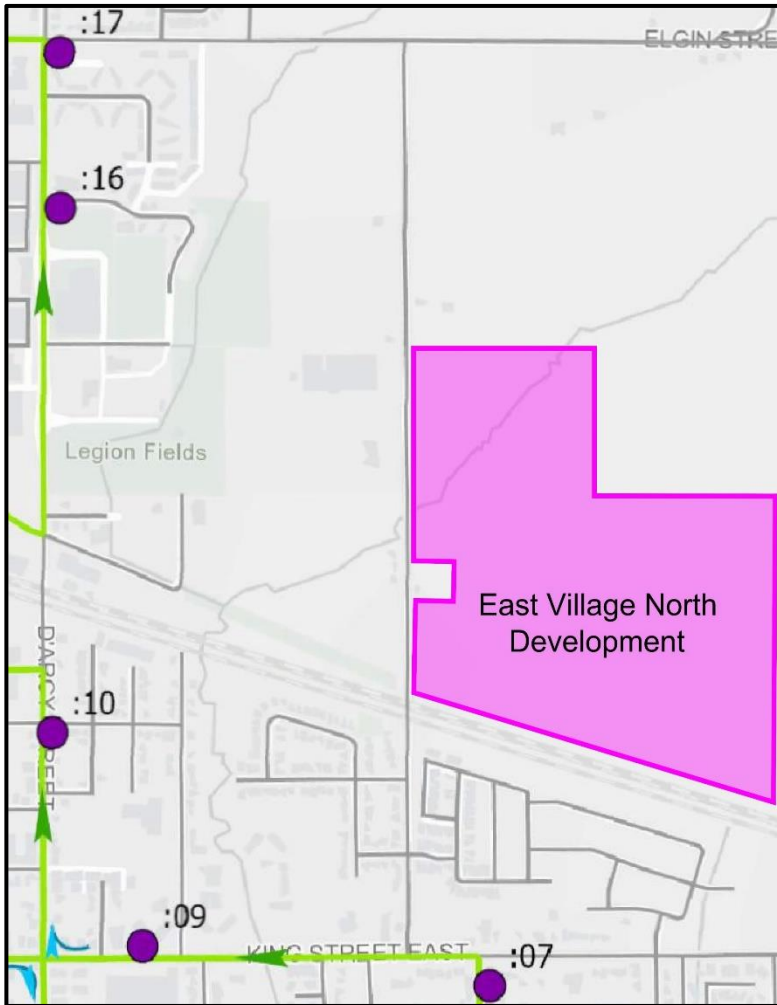 :17
ELGIN STRE
:16
Legion Fields
East Village North
Development
D'ARCY STREET
:10
:09
KING STREET EAST
:07